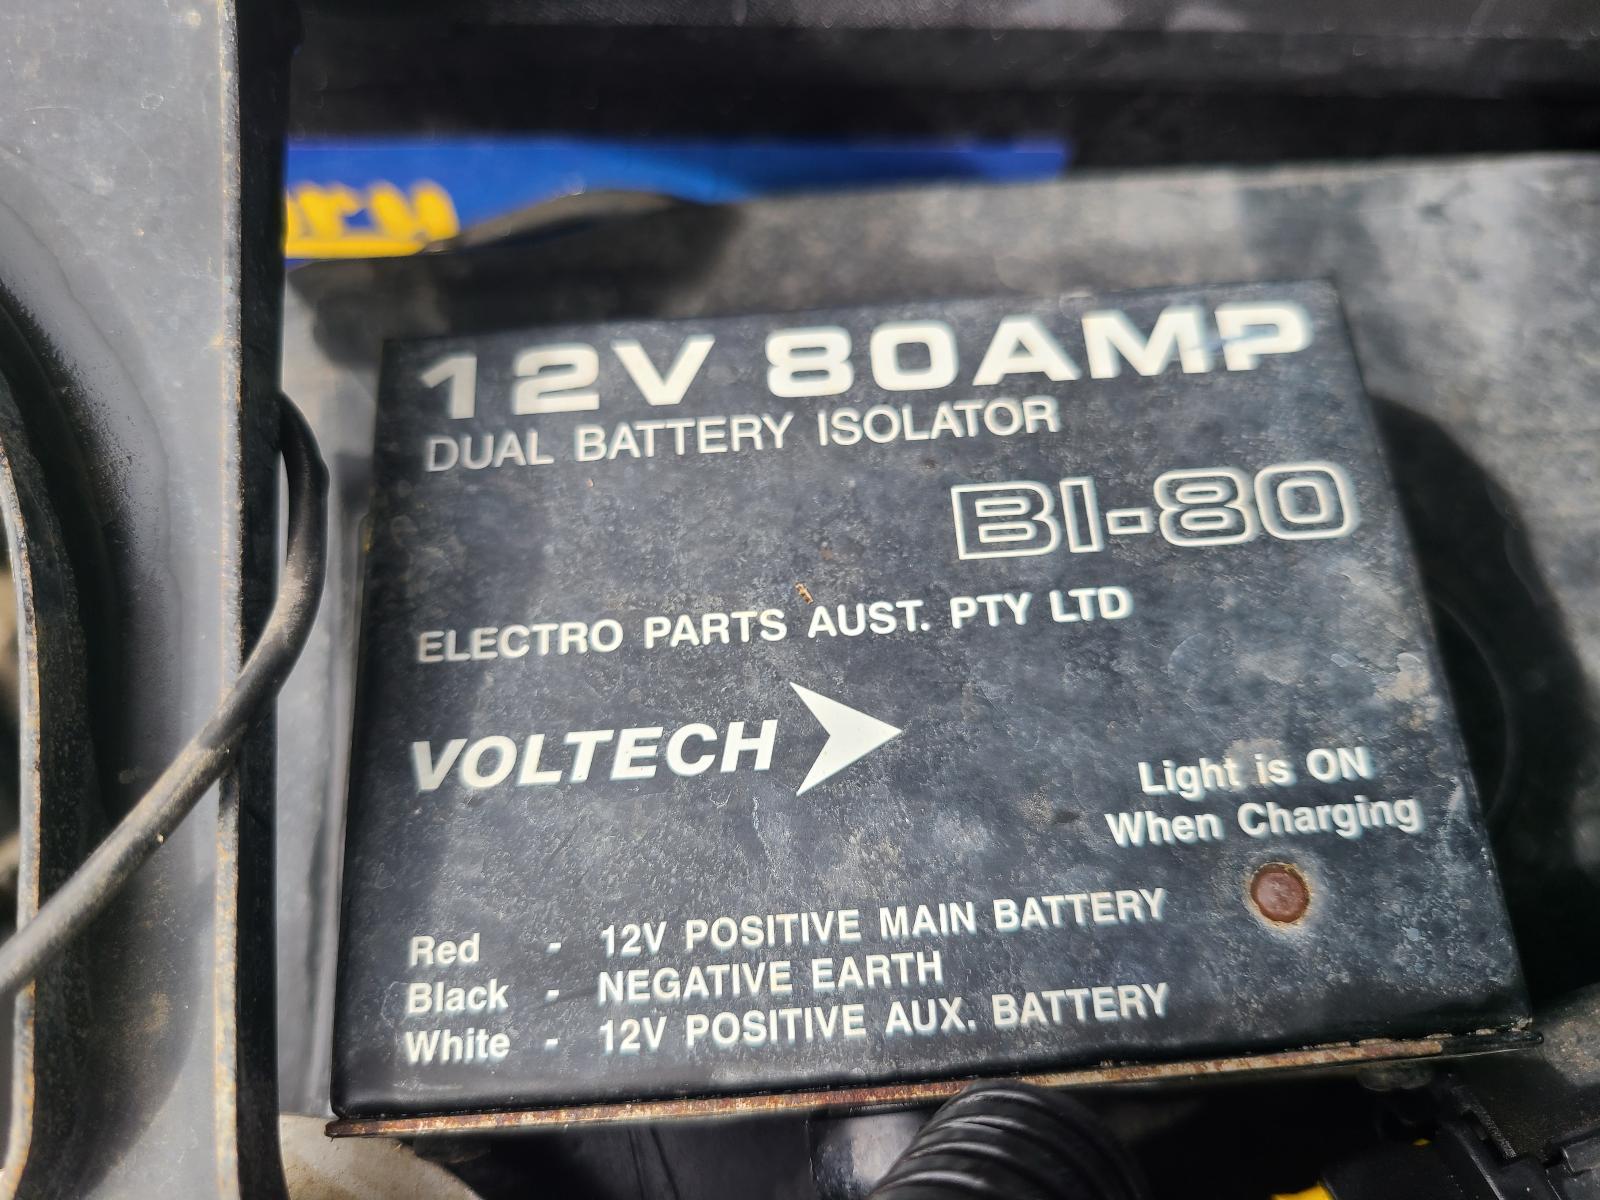 12V 80AMP
DUAL BATTERY ISOLATOR
BI-80
ELECTRO PARTS AUST. PTY LTD
VOLTECH
Light is ON
When Charging
Red - 12V POSITIVE MAIN BATTERY
Black - NEGATIVE EARTH
White - 12V POSITIVE AUX. BATTERY